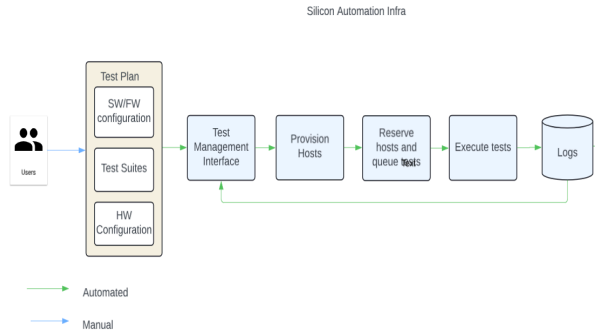 Silicon Automation Infra
Test Plan
SW/FW
configuration
Test Suites
HW
Configuration
Users
Test
Management
Interface
Provision
Hosts
Reserve
hosts and
queue tests
Text
Execute tests
Logs
Automated
Manual